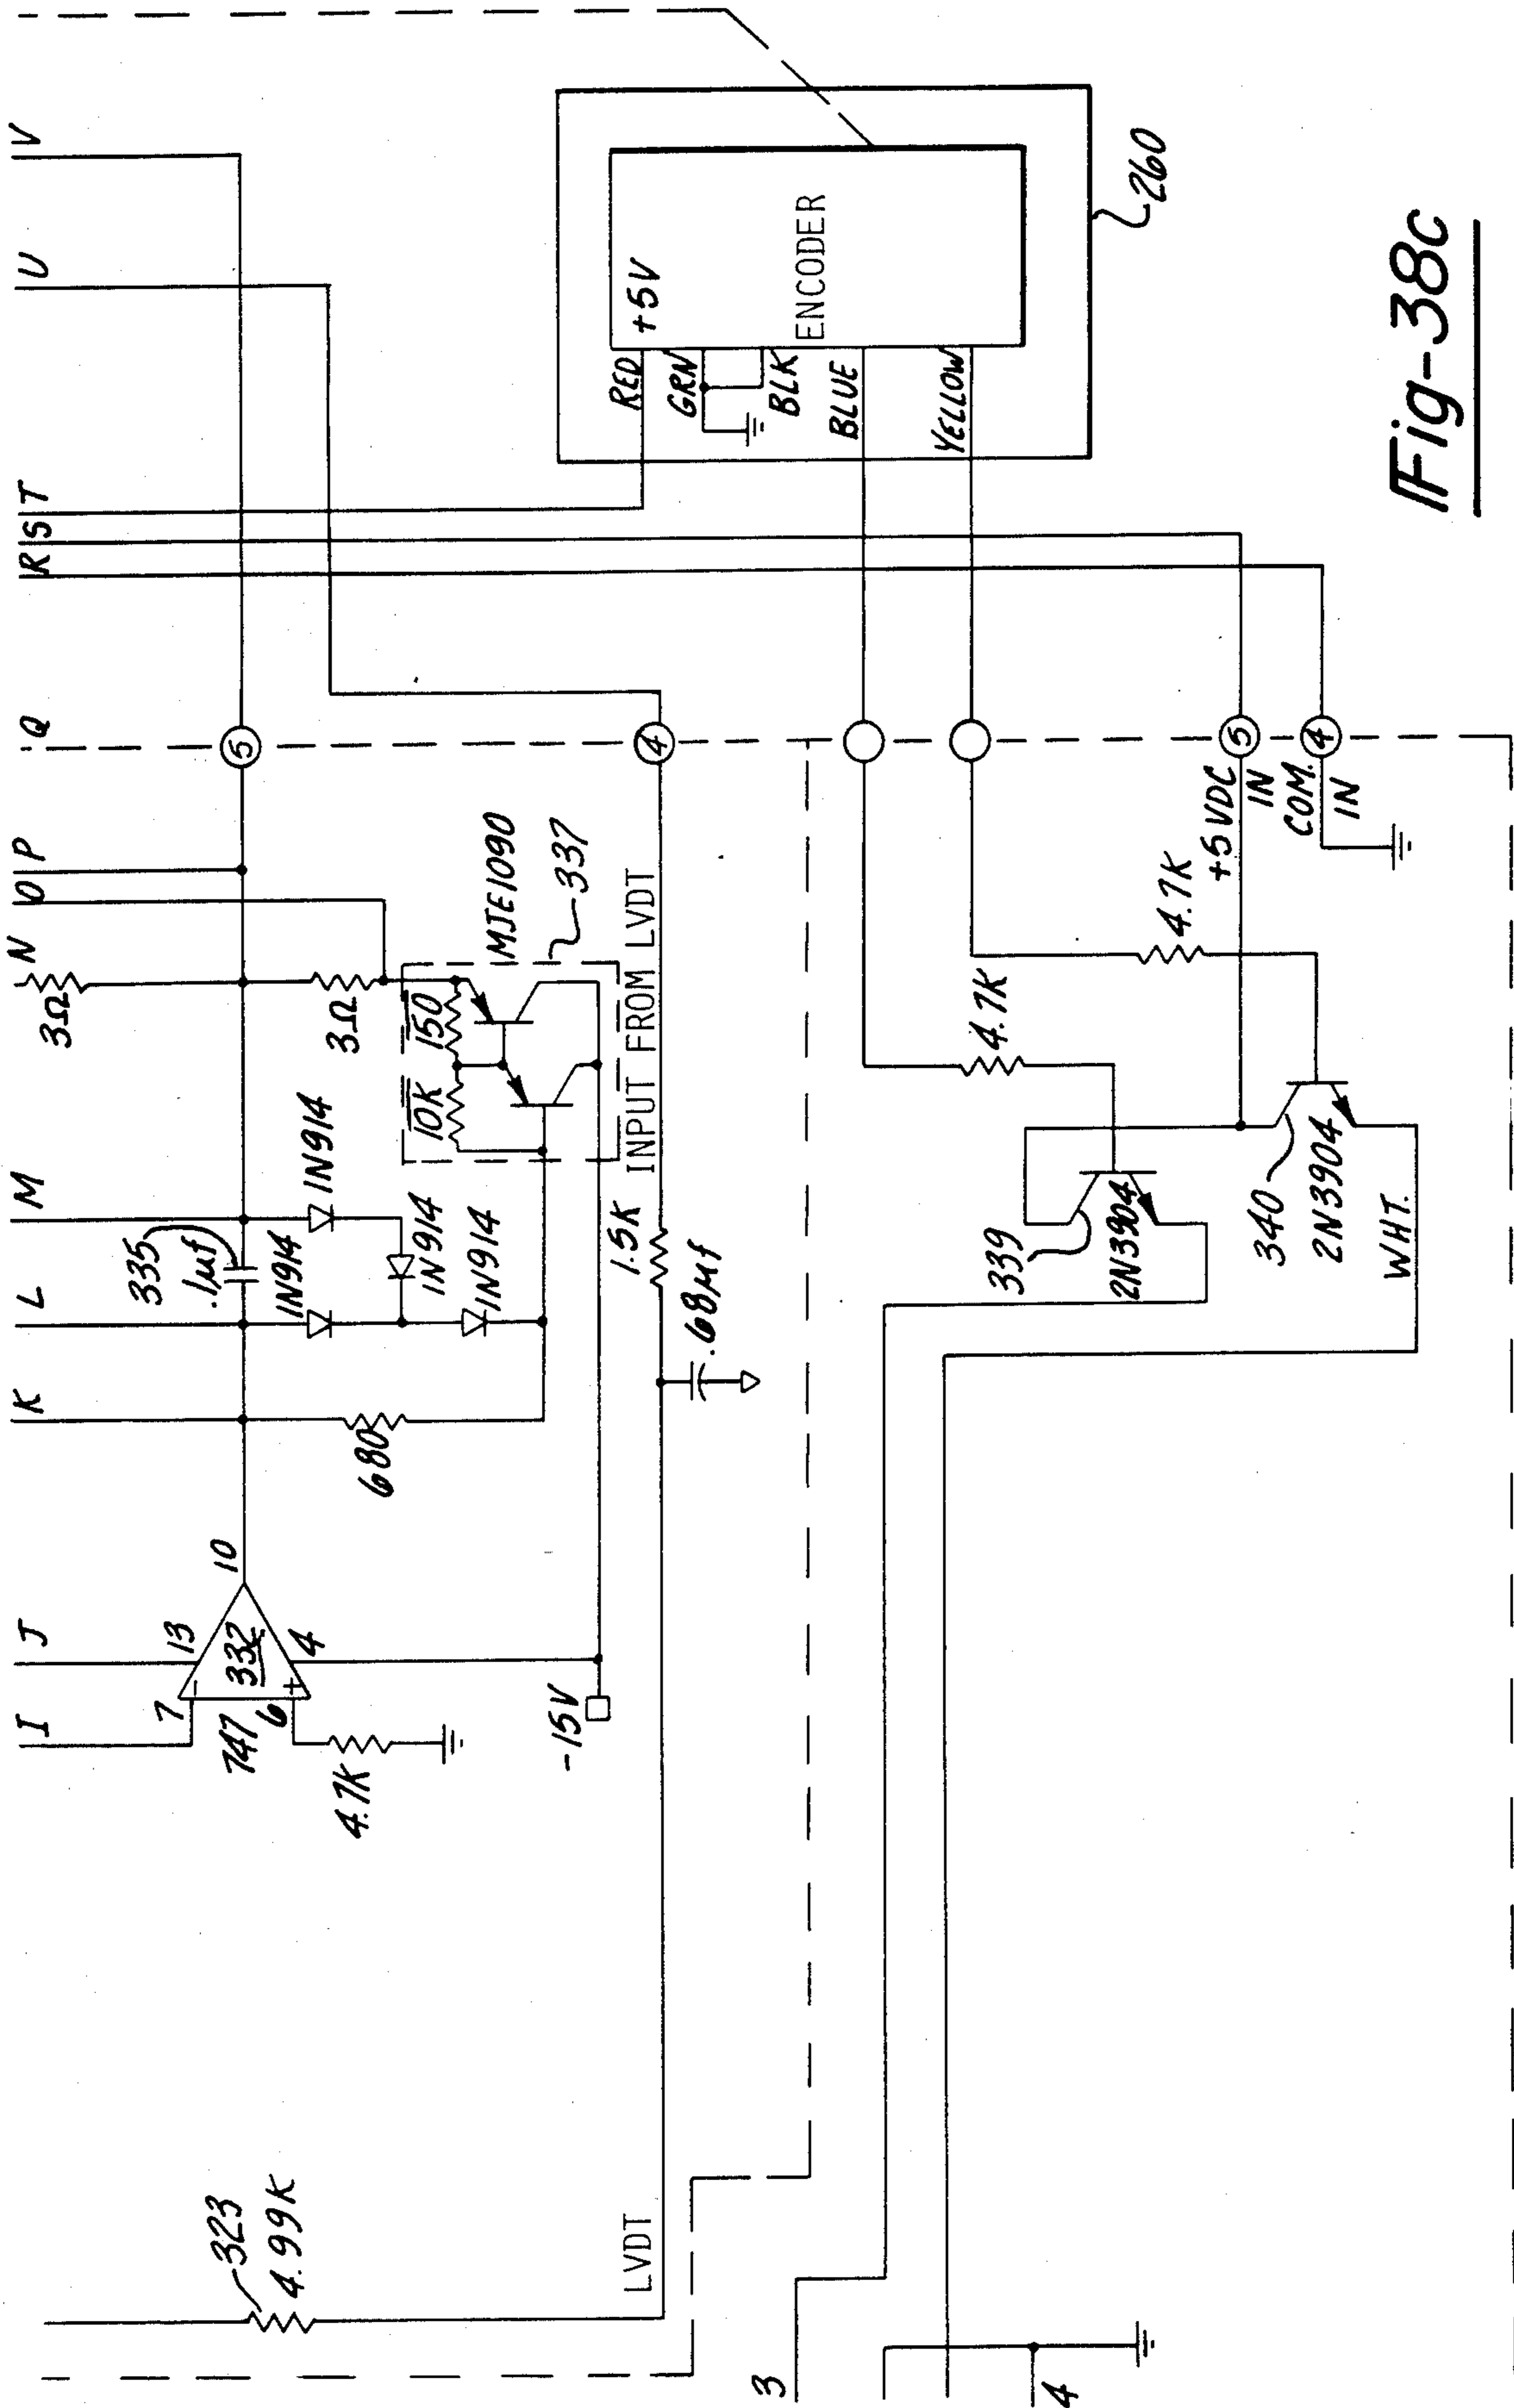 I
J
K
L
M
N
O
P
Q
R
S
T
U
V
323
4.99K
7
13
747
332
10
6
4
4.7K
-15V
680
335
.1µf
1N914
1N914
1N914
1N914
3Ω
3Ω
10K
150
MJE1090
337
5
LVDT
1.5K
INPUT FROM LVDT
4
.68µf
RED
+5V
GRN
BLK
ENCODER
BLUE
YELLOW
260
3
4
4.7K
4.7K
339
2N3904
340
2N3904
WHT.
+5VDC
IN
5
COM.
IN
4
Fig-38c